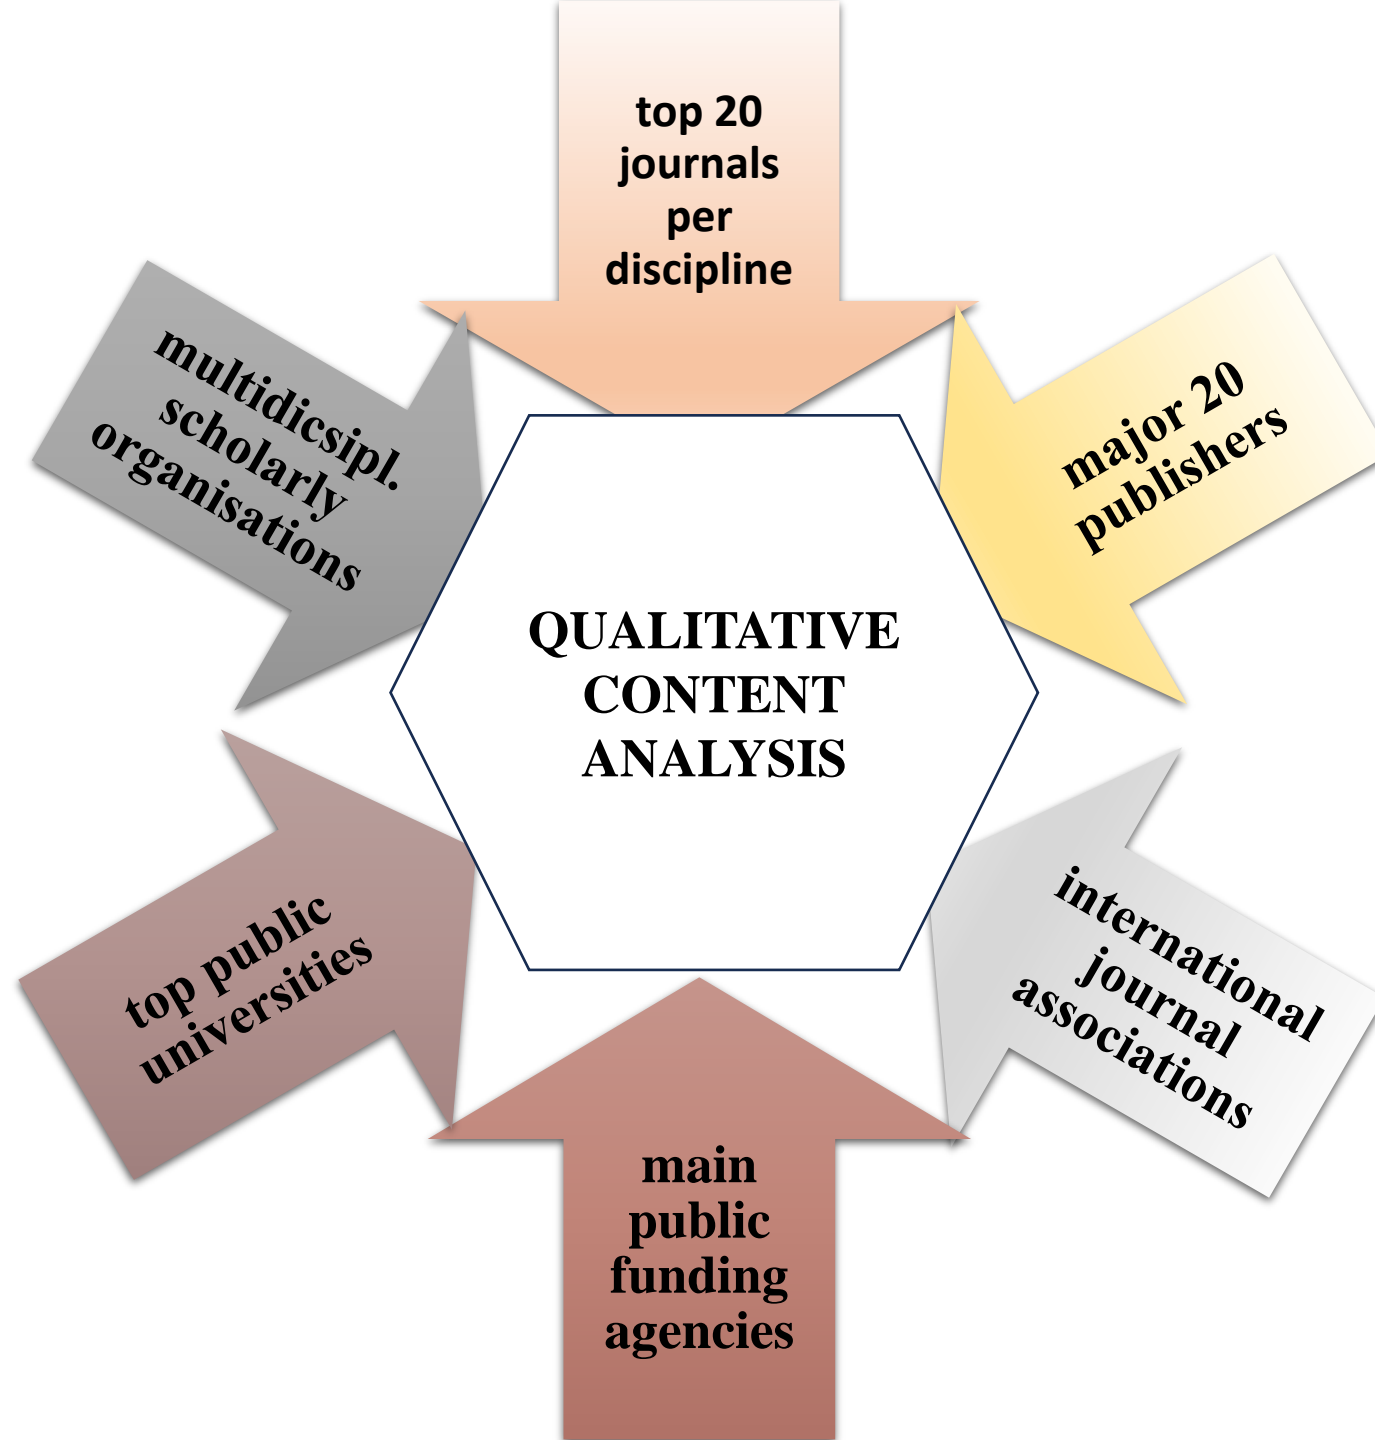 top 20
journals
per
discipline
multidicsipl.
scholarly
organisations
major 20
publishers
QUALITATIVE
CONTENT
ANALYSIS
top public
universities
international
journal
associations
main
public
funding
agencies